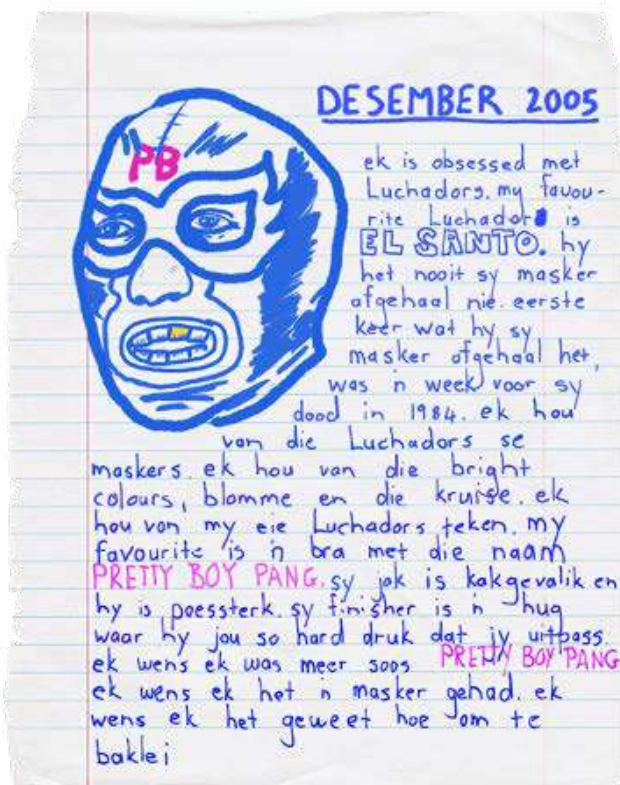 DESEMBER 2005
PB
ek is obsessed met
Luchadors. my favou-
rite Luchador is
EL SANTO. hy
het nooit sy masker
afgehaal nie. eerste
keer wat hy sy
masker afgehaal het,
was 'n week voor sy
dood in 1984. ek hou
van die Luchadors se
maskers. ek hou van die bright
colours, blomme en die kruise. ek
hou van my eie Luchadors teken. my
favourite is 'n bra met die naam
PRETTY BOY PANG. sy jok is kakgevalik en
hy is poessterk. sy finisher is 'n hug
waar hy jou so hard druk dat jy uitpass.
ek wens ek was meer soos PRETTY BOY PANG
ek wens ek het 'n masker gehad. ek
wens ek het geweet hoe om te
baklei